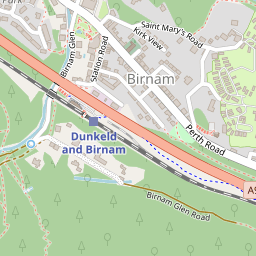 Park
Birnam Glen
Station Road
Saint Mary's Road
Kirk View
Birnam
Perth Road
Dunkeld
and Birnam
Birnam Glen Road
A9